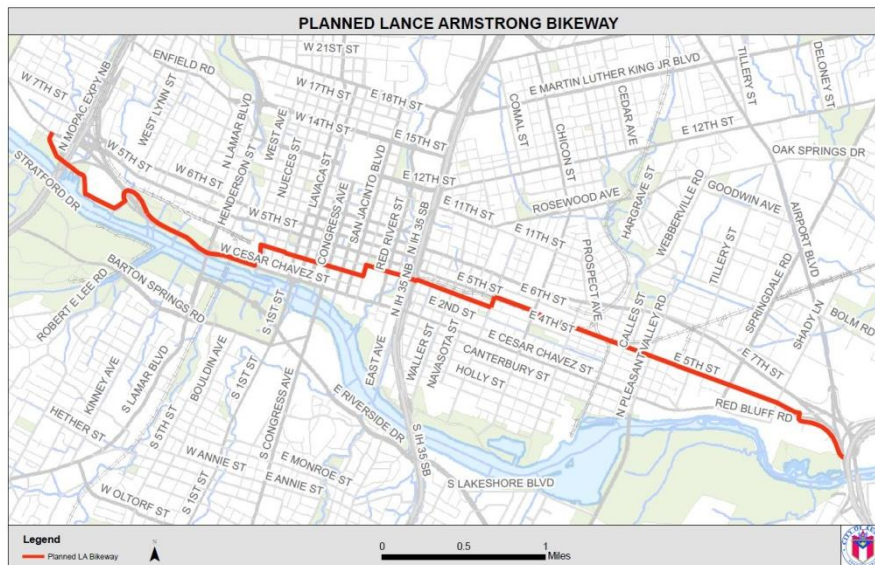 PLANNED LANCE ARMSTRONG BIKEWAY
W 21ST ST
ENFIELD RD
E MARTIN LUTHER KING JR BLVD
TILLERY ST
DELONEY ST
W 7TH ST
N MOPAC EXPY NB
WEST LYNN ST
N LAMAR BLVD
WEST AVE
W 17TH ST
E 18TH ST
COMAL ST
CEDAR AVE
W 14TH ST
E 15TH ST
CHICON ST
E 12TH ST
OAK SPRINGS DR
W 5TH ST
W 6TH ST
HENDERSON ST
NUECES ST
LAVACA ST
CONGRESS AVE
SAN JACINTO BLVD
RED RIVER ST
E 12TH ST
N IH 35 SB
E 11TH ST
ROSEWOOD AVE
HARGRAVE ST
WEBBERVILLE RD
GOODWIN AVE
AIRPORT BLVD
STRATFORD DR
W 5TH ST
E 11TH ST
PROSPECT AVE
TILLERY ST
SPRINGDALE RD
W CESAR CHAVEZ ST
N IH 35 NB
E 5TH ST
E 6TH ST
SHADY LN
BOLM RD
BARTON SPRINGS RD
ROBERT E LEE RD
E 2ND ST
E 4TH ST
CALLES ST
N PLEASANT VALLEY RD
S 1ST ST
EAST AVE
WALLER ST
NAVASOTA ST
E CESAR CHAVEZ ST
E 5TH ST
E 7TH ST
CANTERBURY ST
HOLLY ST
RED BLUFF RD
KINNEY AVE
S LAMAR BLVD
BOULDIN AVE
S 1ST ST
S CONGRESS AVE
E RIVERSIDE DR
HETHER ST
S 5TH ST
S IH 35 SB
W ANNIE ST
E MONROE ST
E ANNIE ST
S 1ST ST
W OLTORF ST
S LAKESHORE BLVD
Legend
Planned LA Bikeway
0 0.5 1
Miles